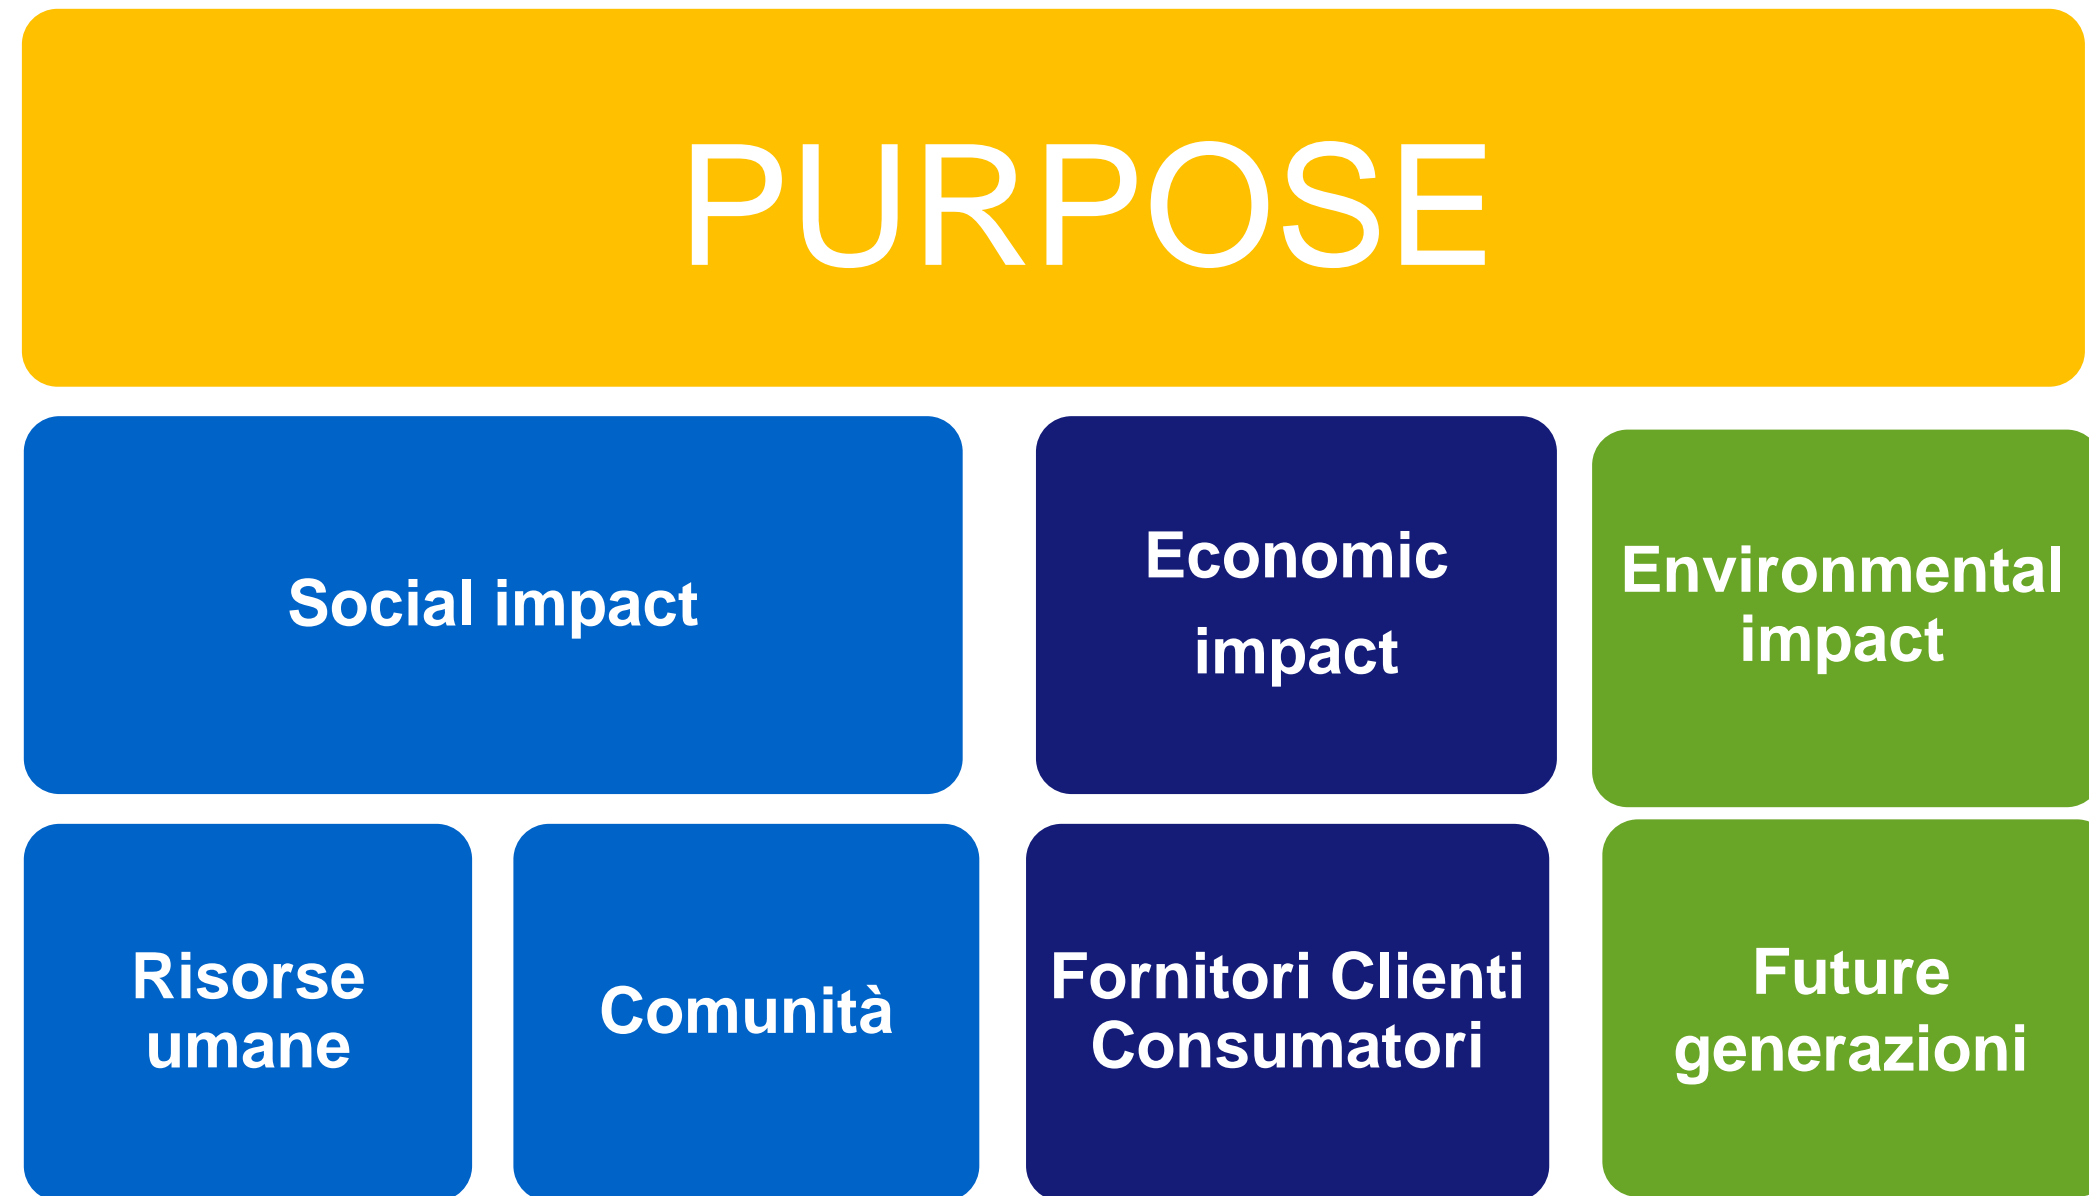 PURPOSE
Social impact
Economic
impact
Environmental
impact
Risorse
umane
Comunità
Fornitori Clienti
Consumatori
Future
generazioni